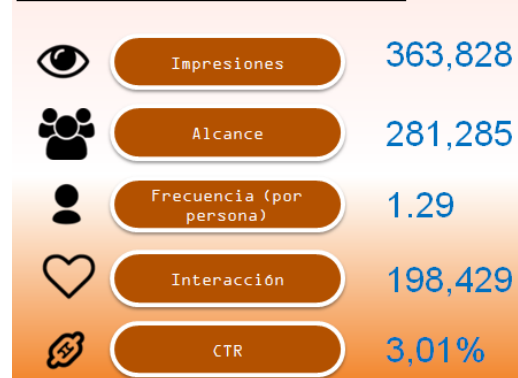 Impresiones 363,828
Alcance 281,285
Frecuencia (por
persona) 1.29
Interacción 198,429
CTR 3,01%